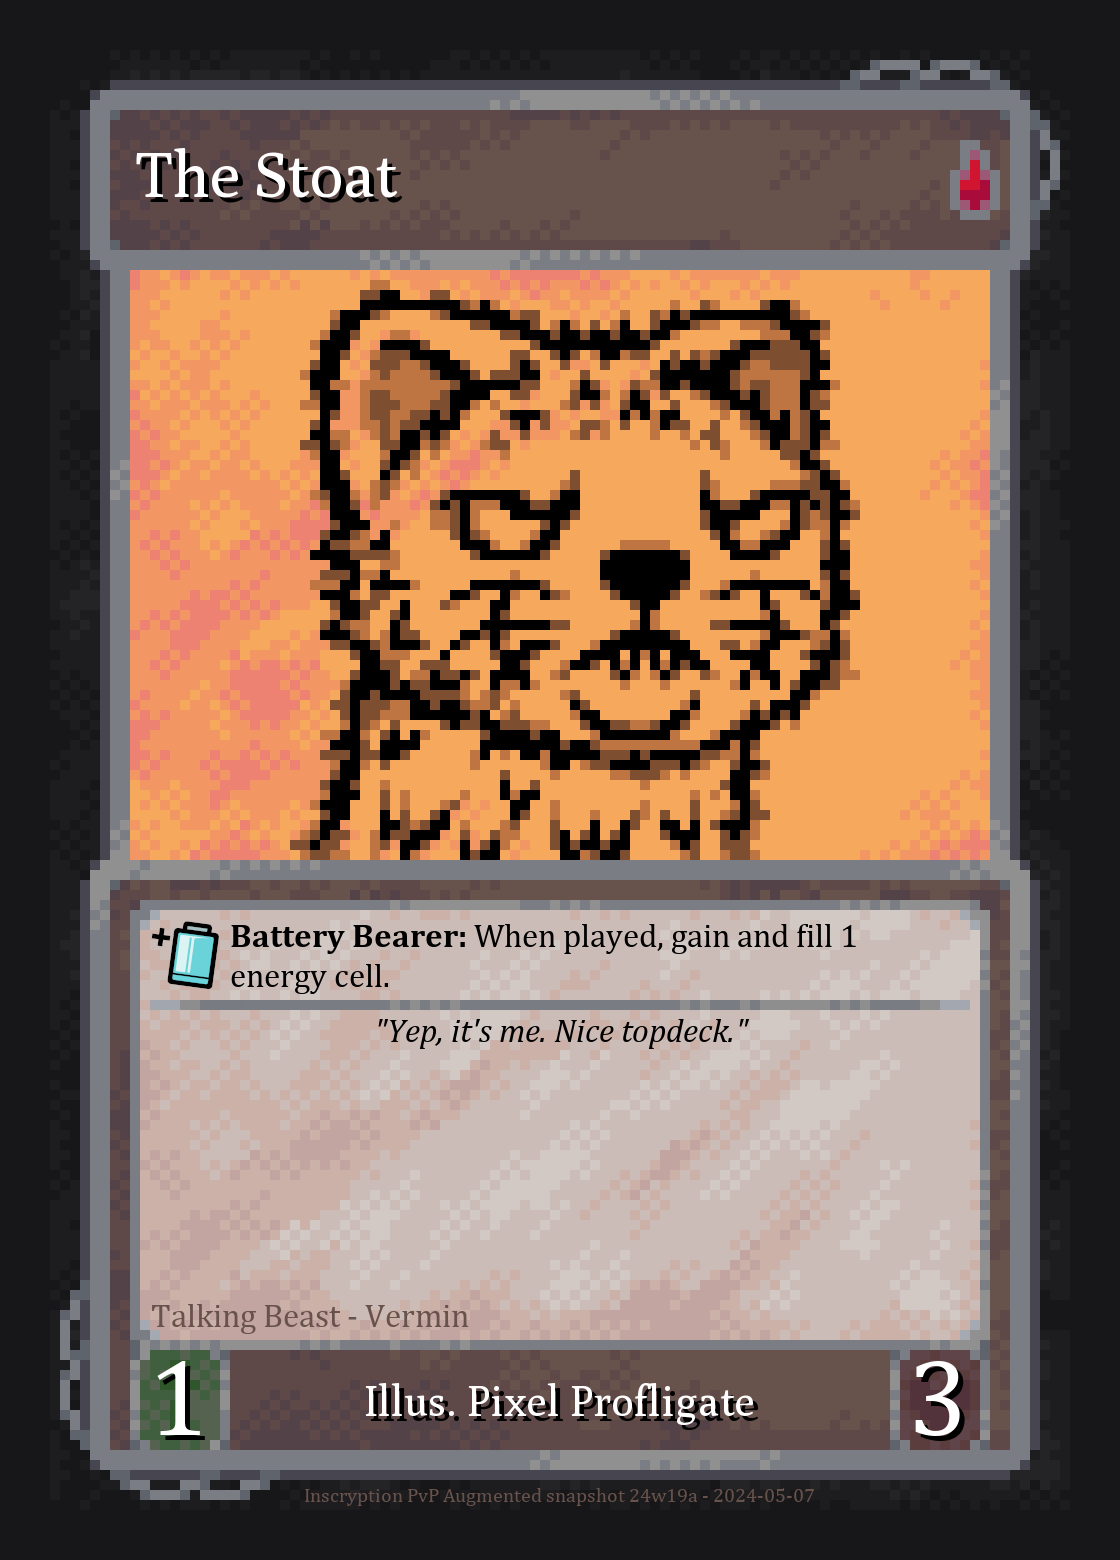 The Stoat
Battery Bearer: When played, gain and fill 1
energy cell.
"Yep, it's me. Nice topdeck."
Talking Beast - Vermin
1
Illus. Pixel Profligate
3
Inscryption PvP Augmented snapshot 24w19a - 2024-05-07